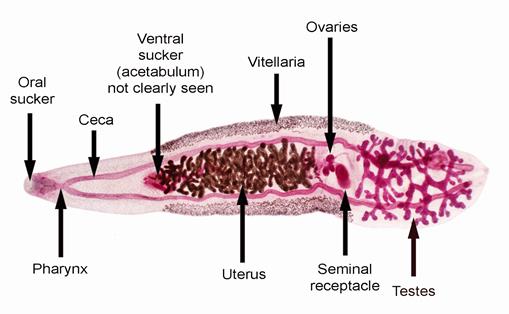 Ovaries
Ventral
sucker
(acetabulum)
not clearly seen
Vitellaria
Oral
sucker
Ceca
Pharynx
Uterus
Seminal
receptacle
Testes